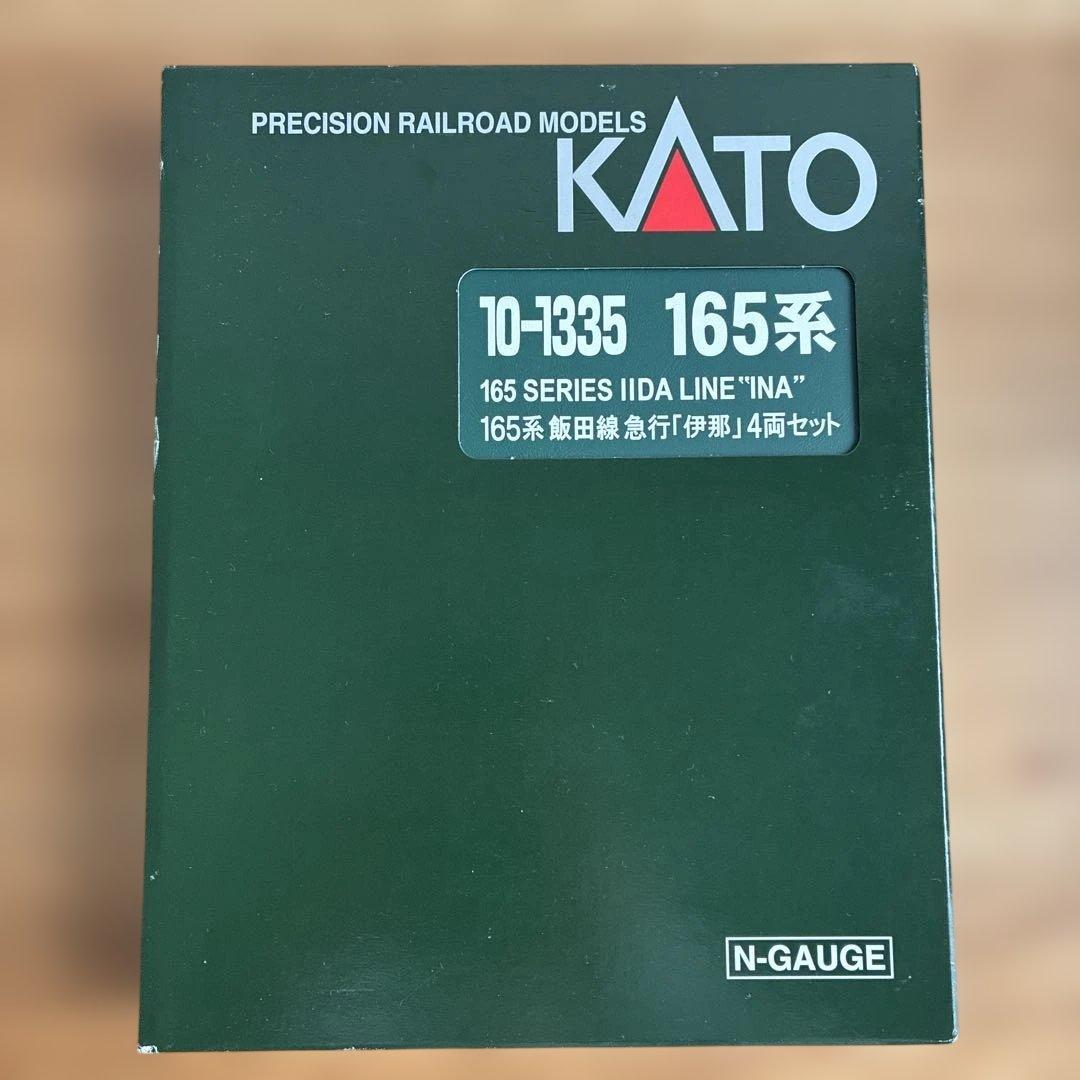 PRECISION RAILROAD MODELS
KATO
10-1335 165系
165 SERIES IIDA LINE "INA"
165系 飯田線 急行「伊那」4両セット
N-GAUGE